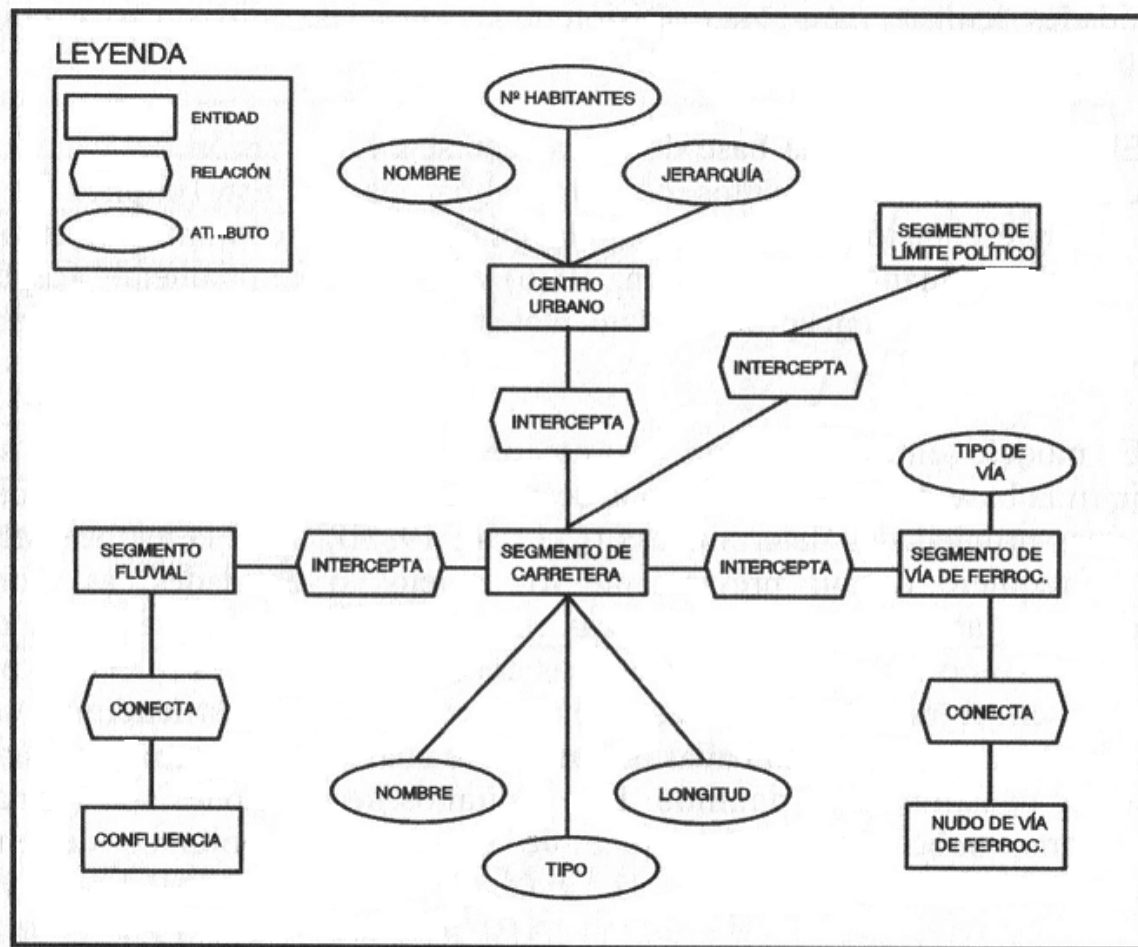 LEYENDA
ENTIDAD
RELACIÓN
ATI..BUTO
Nº HABITANTES
NOMBRE
JERARQUÍA
CENTRO
URBANO
SEGMENTO DE
LÍMITE POLÍTICO
INTERCEPTA
INTERCEPTA
TIPO DE
VÍA
SEGMENTO
FLUVIAL
INTERCEPTA
SEGMENTO DE
CARRETERA
INTERCEPTA
SEGMENTO DE
VÍA DE FERROC.
CONECTA
CONECTA
NOMBRE
LONGITUD
CONFLUENCIA
TIPO
NUDO DE VÍA
DE FERROC.